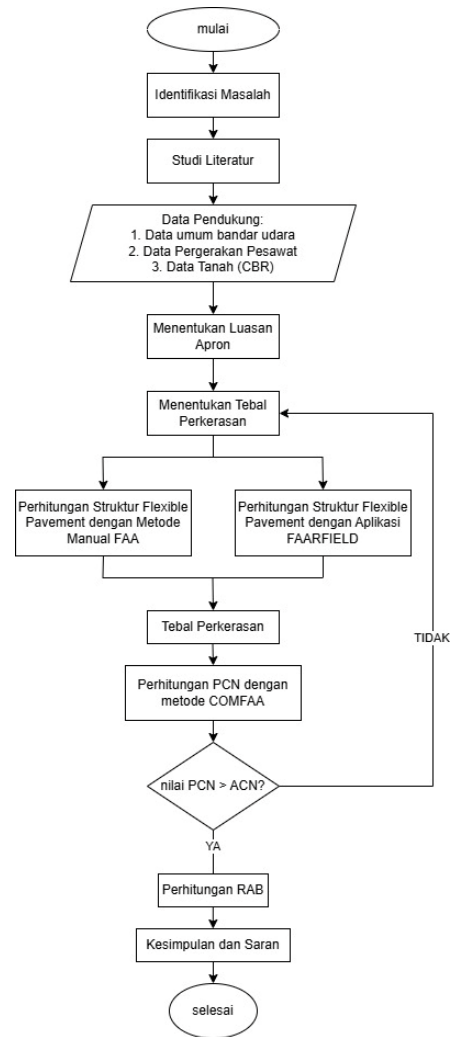 mulai
Identifikasi Masalah
Studi Literatur
Data Pendukung:
1. Data umum bandar udara
2. Data Pergerakan Pesawat
3. Data Tanah (CBR)
Menentukan Luasan
Apron
Menentukan Tebal
Perkerasan
Perhitungan Struktur Flexible
Pavement dengan Metode
Manual FAA
Perhitungan Struktur Flexible
Pavement dengan Aplikasi
FAARFIELD
Tebal Perkerasan
TIDAK
Perhitungan PCN dengan
metode COMFAA
nilai PCN > ACN?
YA
Perhitungan RAB
Kesimpulan dan Saran
selesai